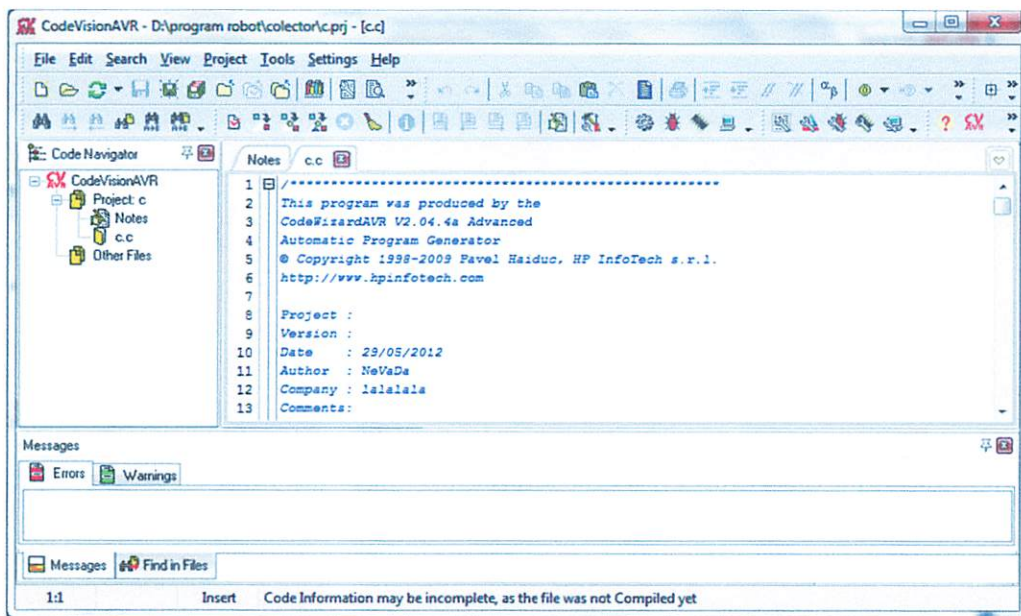 CodeVisionAVR - D:\program robot\colector\c.prj - [c.c]
File Edit Search View Project Tools Settings Help
Code Navigator
CodeVisionAVR
Project: c
Notes
c.c
Other Files
Notes c.c
1 /*******************************************************
2 This program was produced by the
3 CodeWizardAVR V2.04.4a Advanced
4 Automatic Program Generator
5 © Copyright 1998-2009 Pavel Haiduc, HP InfoTech s.r.l.
6 http://www.hpinfotech.com
7
8 Project :
9 Version :
10 Date : 29/05/2012
11 Author : NeVaDa
12 Company : lalalala
13 Comments:
Messages
Errors Warnings
Messages Find in Files
1:1 Insert Code Information may be incomplete, as the file was not Compiled yet